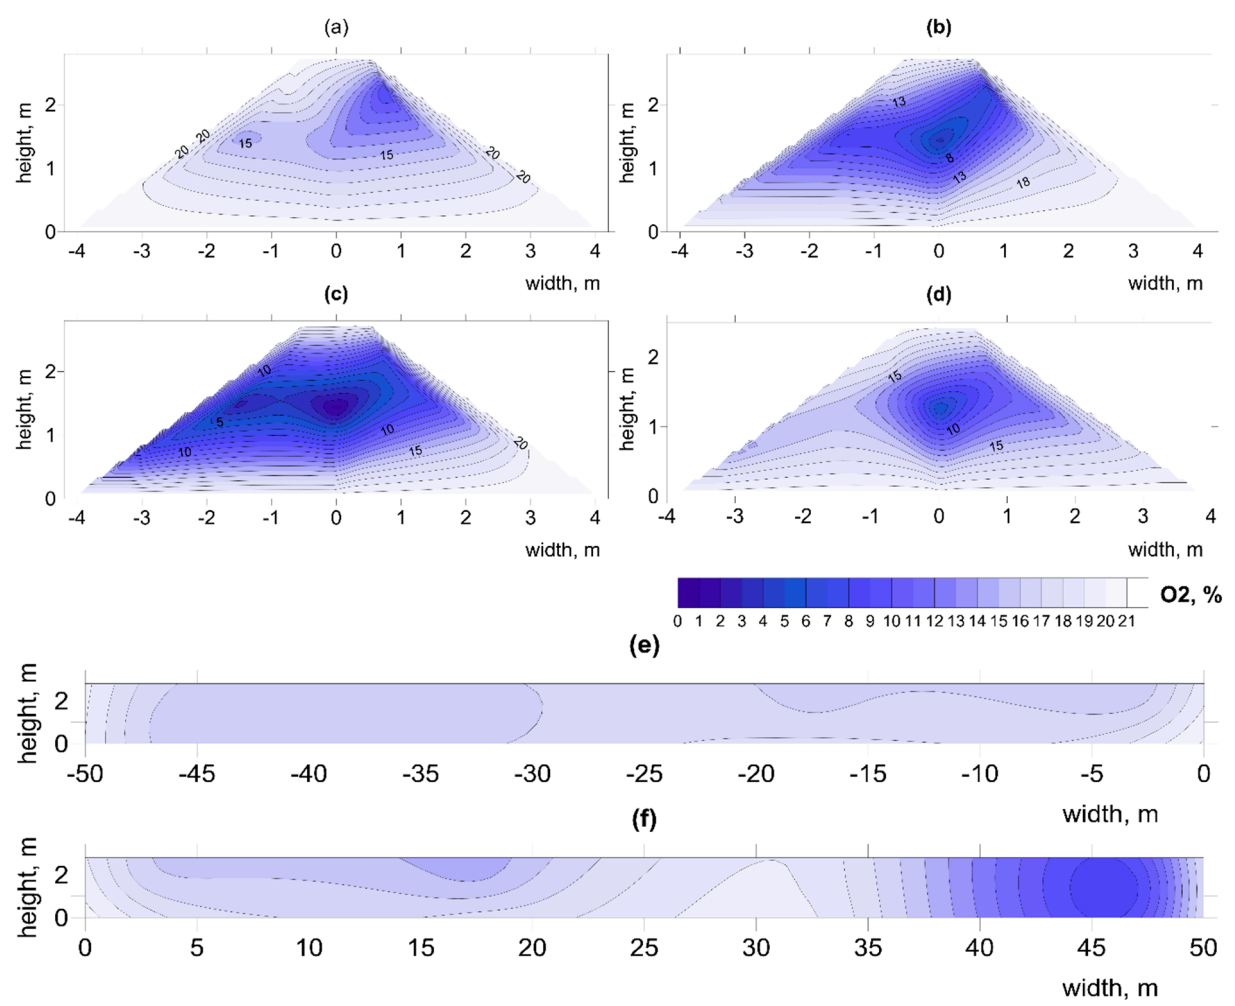 (a)
(b)
height, m
2
1
0
20
20
15
15
20
20
-4 -3 -2 -1 0 1 2 3 4
width, m
height, m
2
1
0
13
8
13
18
-4 -3 -2 -1 0 1 2 3 4
width, m
(c)
(d)
height, m
2
1
0
10
5
10
10
15
20
-4 -3 -2 -1 0 1 2 3 4
width, m
height, m
2
1
0
15
10
15
-4 -3 -2 -1 0 1 2 3 4
width, m
O2, %
0 1 2 3 4 5 6 7 8 9 10 11 12 13 14 15 16 17 18 19 20 21
(e)
height, m
2
0
-50 -45 -40 -35 -30 -25 -20 -15 -10 -5 0
width, m
(f)
height, m
2
0
0 5 10 15 20 25 30 35 40 45 50
width, m